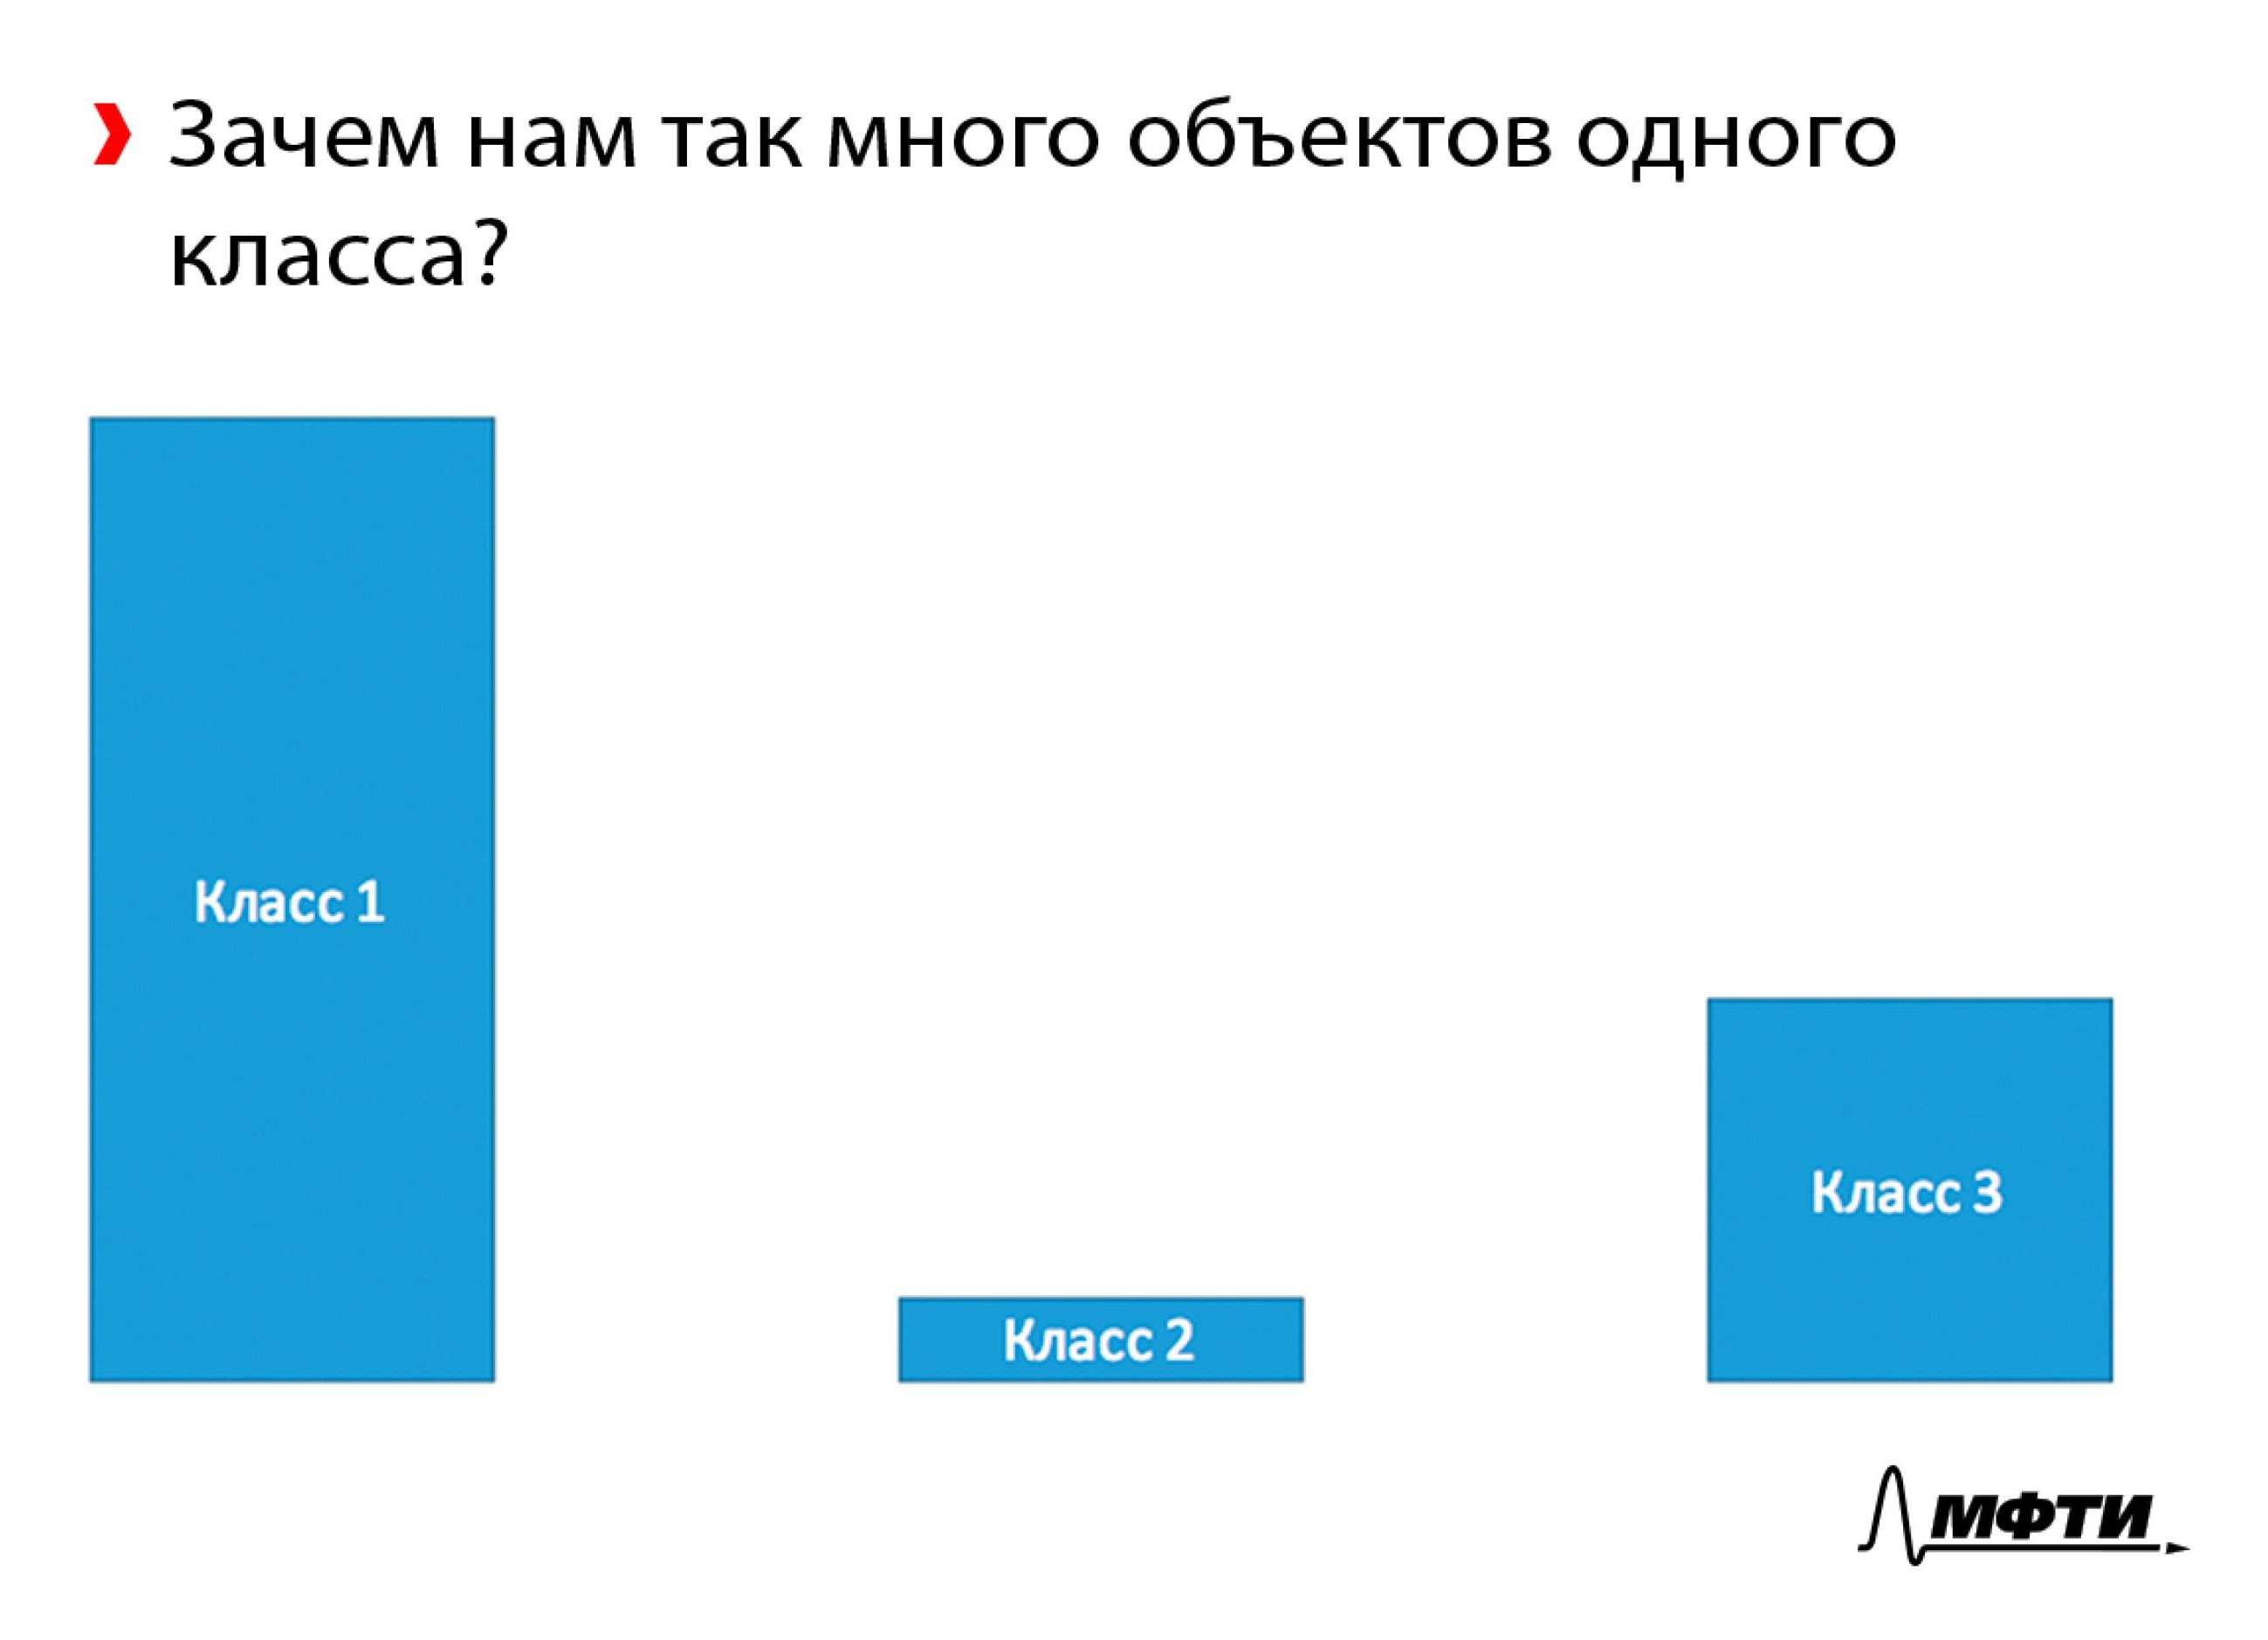 Зачем нам так много объектов одного
класса?
Класс 1
Класс 2
Класс 3
МФТИ